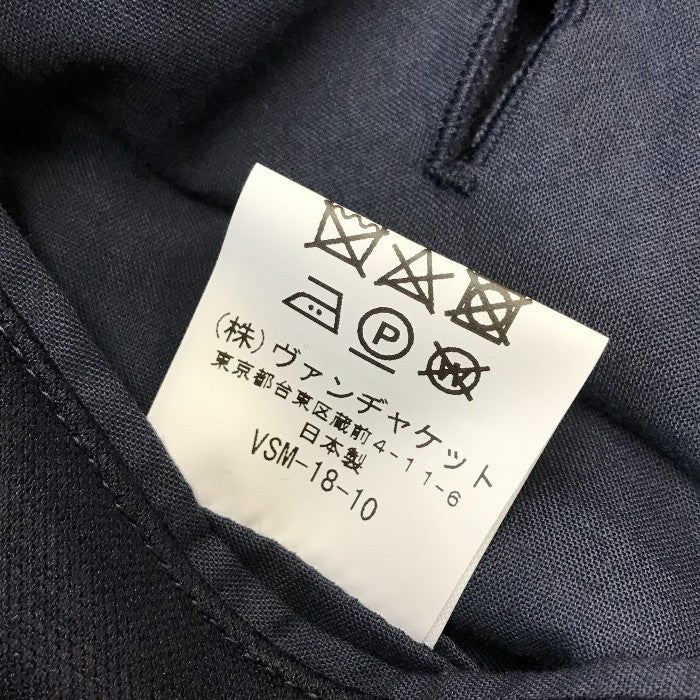 P
W
(株)ヴァンヂャケット
東京都台東区蔵前4-11-6
日本製
VSM-18-10